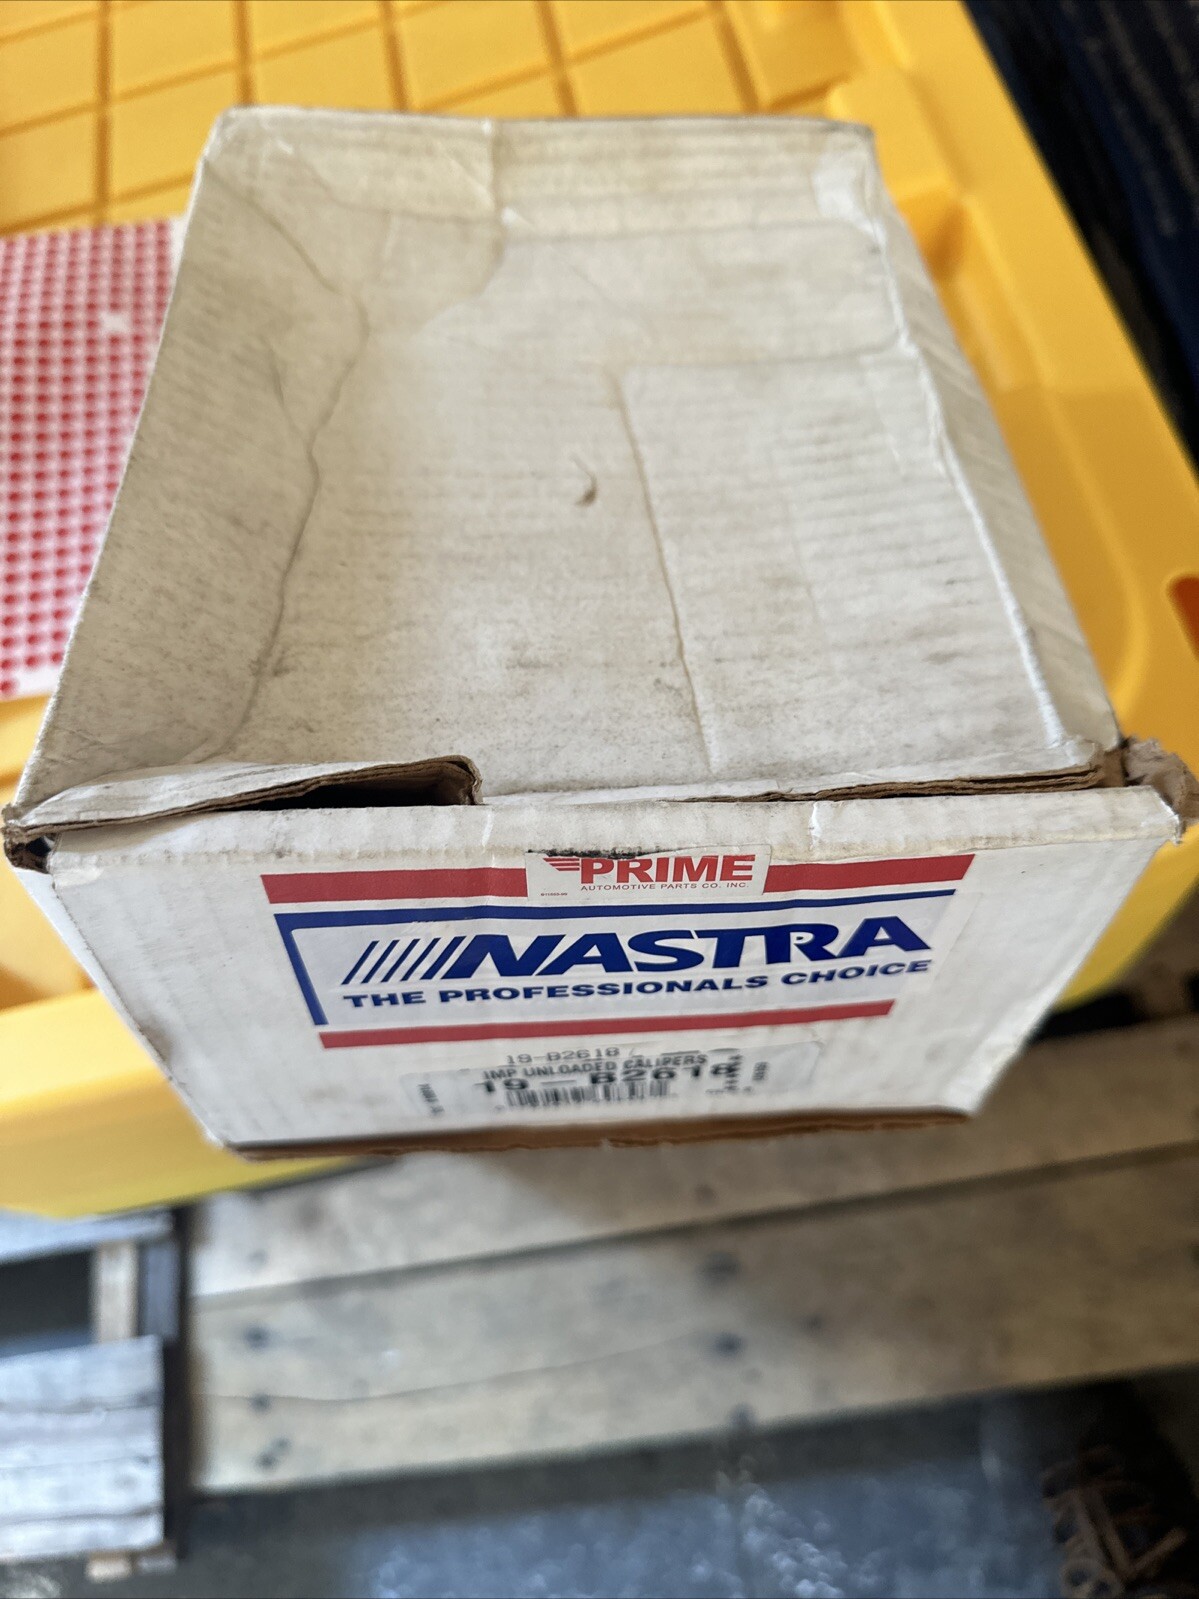 PRIME
AUTOMOTIVE PARTS CO. INC.
NASTRA
THE PROFESSIONALS CHOICE
19-B2618
IMP UNLOADED CALIPERS
19-B2618